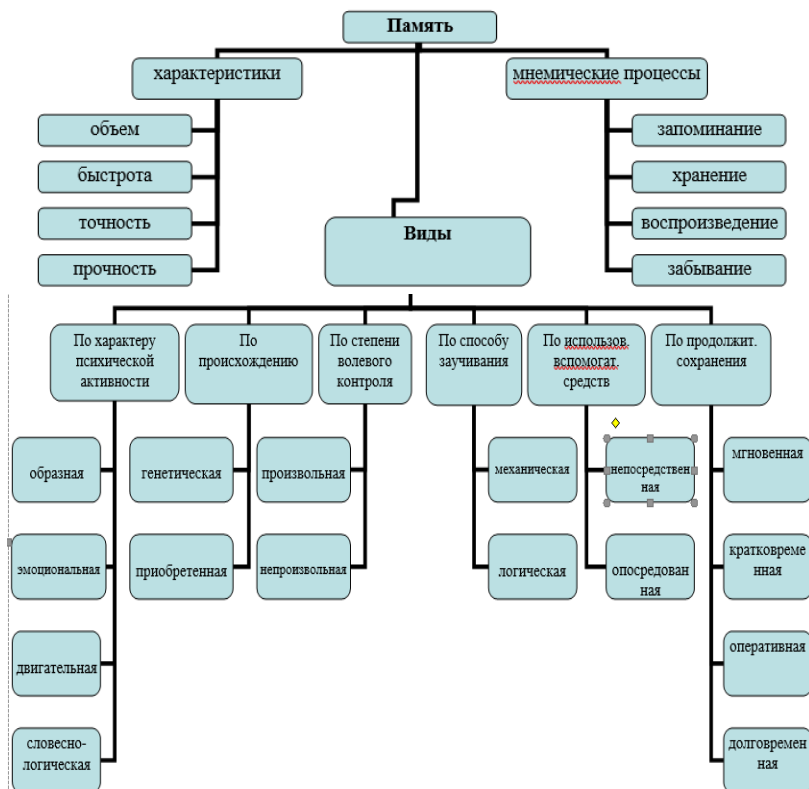 Память
характеристики
мнемические процессы
объем
быстрота
точность
прочность
запоминание
хранение
воспроизведение
забывание
Виды
По характеру
психической
активности
По
происхождению
По степени
волевого
контроля
По способу
заучивания
По использов.
вспомогат.
средств
По продолжит.
сохранения
образная
эмоциональная
двигательная
словесно-
логическая
генетическая
приобретенная
произвольная
непроизвольная
механическая
логическая
непосредствен
ная
опосредован
ная
мгновенная
кратковреме
нная
оперативная
долговремен
ная